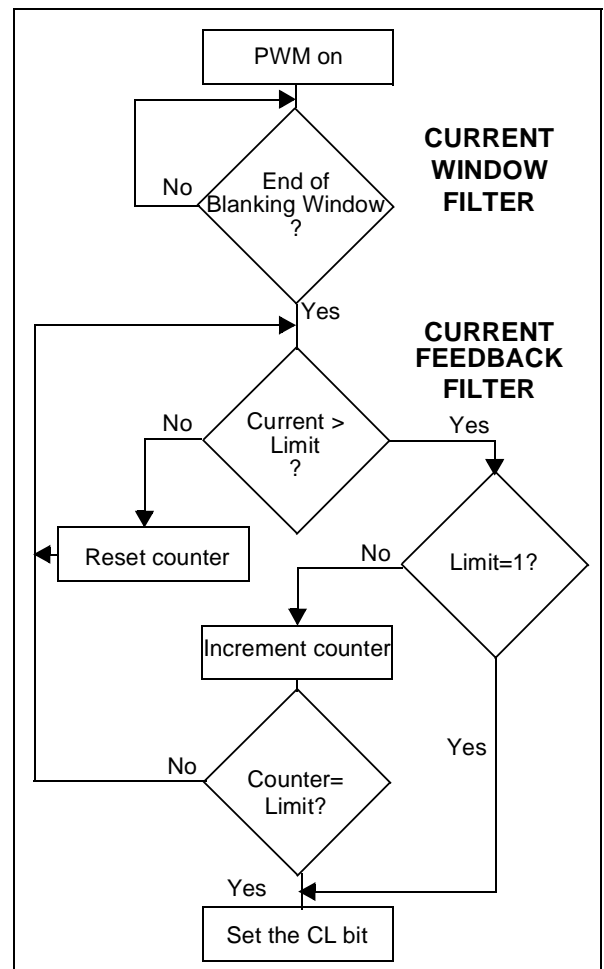 PWM on
CURRENT
WINDOW
FILTER
No
End of
Blanking Window
?
Yes
CURRENT
FEEDBACK
FILTER
No
Current >
Limit
?
Yes
Reset counter
No
Limit=1?
Increment counter
No
Counter=
Limit?
Yes
Yes
Set the CL bit